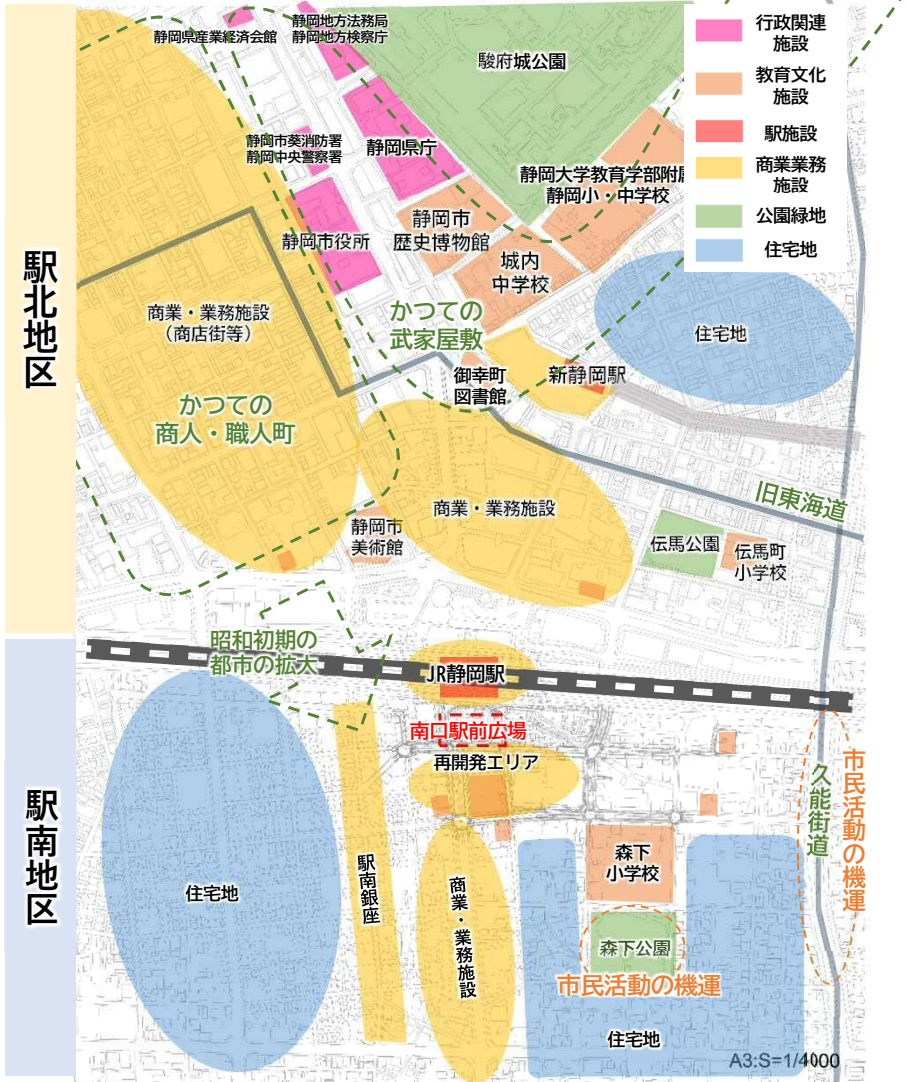 静岡県産業経済会館
静岡地方法務局
静岡地方検察庁
駿府城公園
行政関連
施設
教育文化
施設
駅施設
商業業務
施設
公園緑地
住宅地
静岡市葵消防署
静岡中央警察署
静岡県庁
静岡大学教育学部附属
静岡小・中学校
静岡市役所
静岡市
歴史博物館
城内
中学校
駅北地区
商業・業務施設
(商店街等)
かつての
武家屋敷
住宅地
御幸町
図書館
新静岡駅
かつての
商人・職人町
旧東海道
商業・業務施設
静岡市
美術館
伝馬公園
伝馬町
小学校
昭和初期の
都市の拡大
JR静岡駅
南口駅前広場
再開発エリア
駅南地区
久能街道
市民活動の機運
住宅地
駅南銀座
商業・業務施設
森下
小学校
森下公園
市民活動の機運
住宅地
A3:S=1/4000